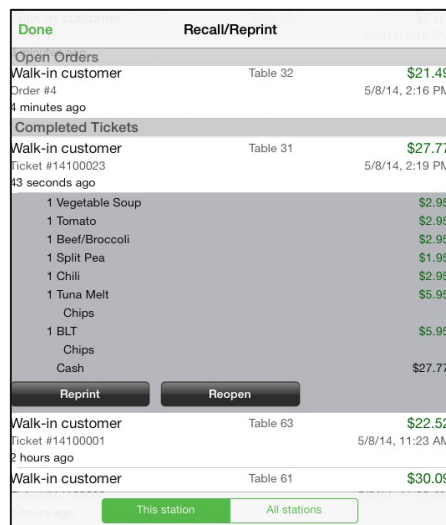 Done
Recall/Reprint
Open Orders
Walk-in customer Table 32 $21.49
Order #4 5/8/14, 2:16 PM
4 minutes ago
Completed Tickets
Walk-in customer Table 31 $27.77
Ticket #14100023 5/8/14, 2:19 PM
43 seconds ago
1 Vegetable Soup $2.95
1 Tomato $2.95
1 Beef/Broccoli $2.95
1 Split Pea $1.95
1 Chili $2.95
1 Tuna Melt $5.95
Chips
1 BLT $5.95
Chips
Cash $27.77
Reprint Reopen
Walk-in customer Table 63 $22.52
Ticket #14100001 5/8/14, 11:23 AM
2 hours ago
Walk-in customer Table 61 $30.09
This station All stations